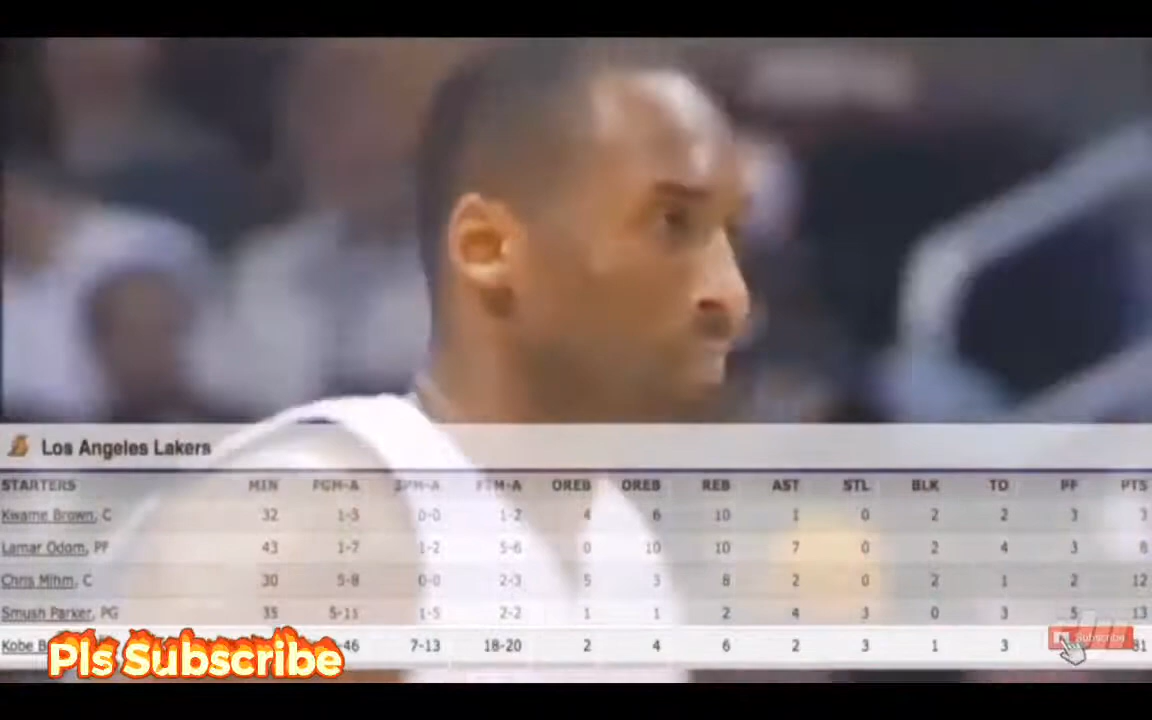 Los Angeles Lakers
STARTERS MIN PGM-A 3PM-A FTM-A OREB OREB REB AST STL BLK TO PF PTS
Kwame Brown, C 32 1-3 0-0 1-2 4 6 10 1 0 2 2 3 3
Lamar Odom, PF 43 1-7 1-2 5-6 0 10 10 7 0 2 4 3 8
Chris Mihm, C 30 5-8 0-0 2-3 5 3 8 2 0 2 1 2 12
Smush Parker, PG 35 5-11 1-5 2-2 1 1 2 4 3 0 3 5 13
Kobe -46 7-13 18-20 2 4 6 2 3 1 3 81
Pls Subscribe
Subscribe